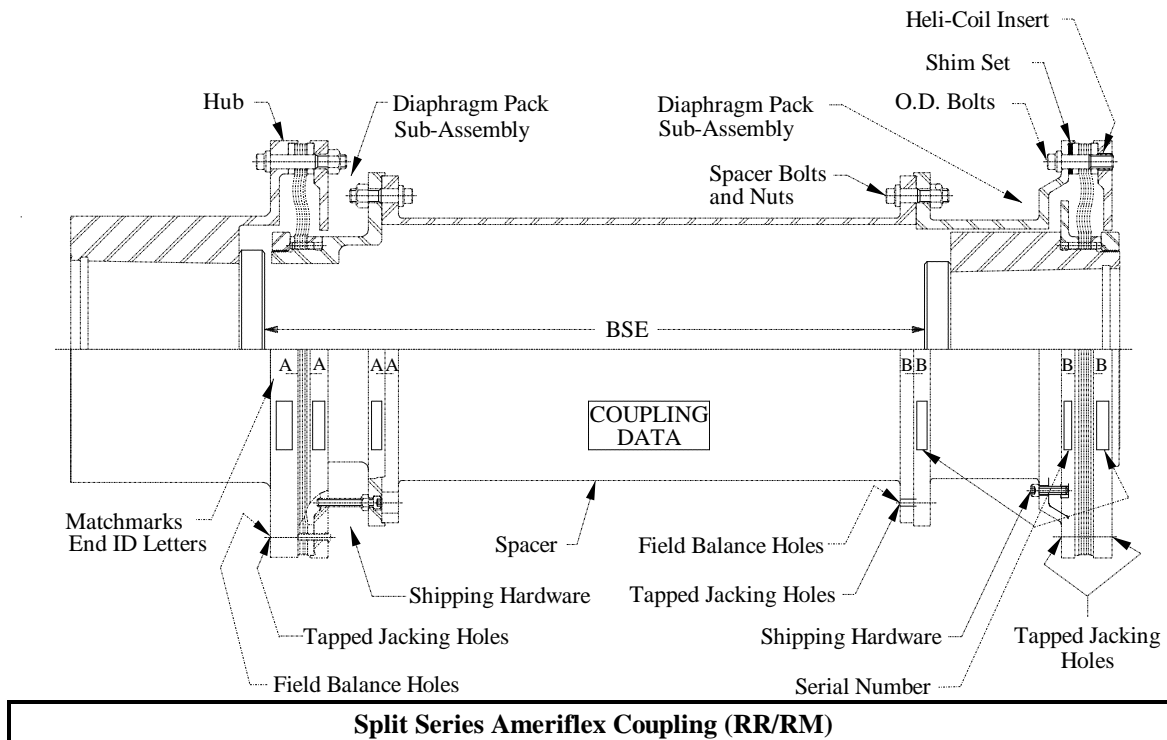 Heli-Coil Insert
Shim Set
Hub
Diaphragm Pack
Sub-Assembly
Diaphragm Pack
Sub-Assembly
O.D. Bolts
Spacer Bolts
and Nuts
BSE
A A A A B B B B
COUPLING
DATA
Matchmarks
End ID Letters
Spacer
Field Balance Holes
Shipping Hardware
Tapped Jacking Holes
Tapped Jacking Holes
Shipping Hardware
Tapped Jacking
Holes
Field Balance Holes
Serial Number
Split Series Ameriflex Coupling (RR/RM)